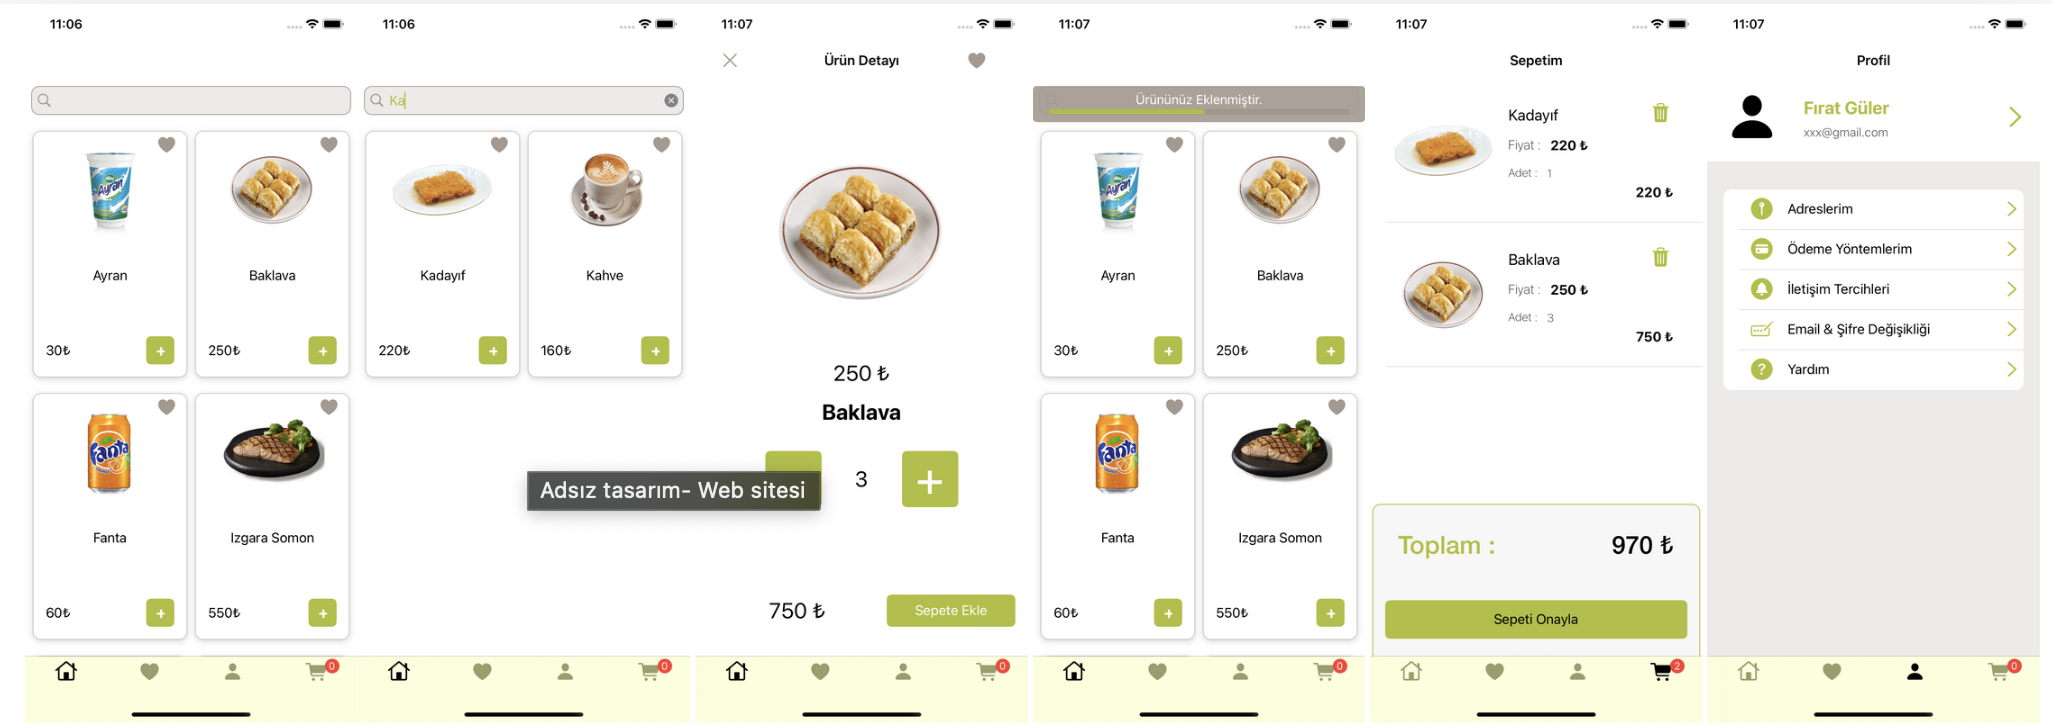 11:06
Ayran
Baklava
30₺
+
250₺
+
Fanta
Izgara Somon
60₺
+
550₺
+
0
11:06
Ka
Kadayıf
Kahve
220₺
+
160₺
+
0
11:07
Ürün Detayı
250 ₺
Baklava
3
+
Adsız tasarım- Web sitesi
750 ₺
Sepete Ekle
0
11:07
Ürününüz Eklenmiştir.
Ayran
Baklava
30₺
+
250₺
+
Fanta
Izgara Somon
60₺
+
550₺
+
0
11:07
Sepetim
Kadayıf
Fiyat : 220 ₺
Adet : 1
220 ₺
Baklava
Fiyat : 250 ₺
Adet : 3
750 ₺
Toplam : 970 ₺
Sepeti Onayla
2
11:07
Profil
Fırat Güler
xxx@gmail.com
Adreslerim
Ödeme Yöntemlerim
İletişim Tercihleri
Email & Şifre Değişikliği
? Yardım
0